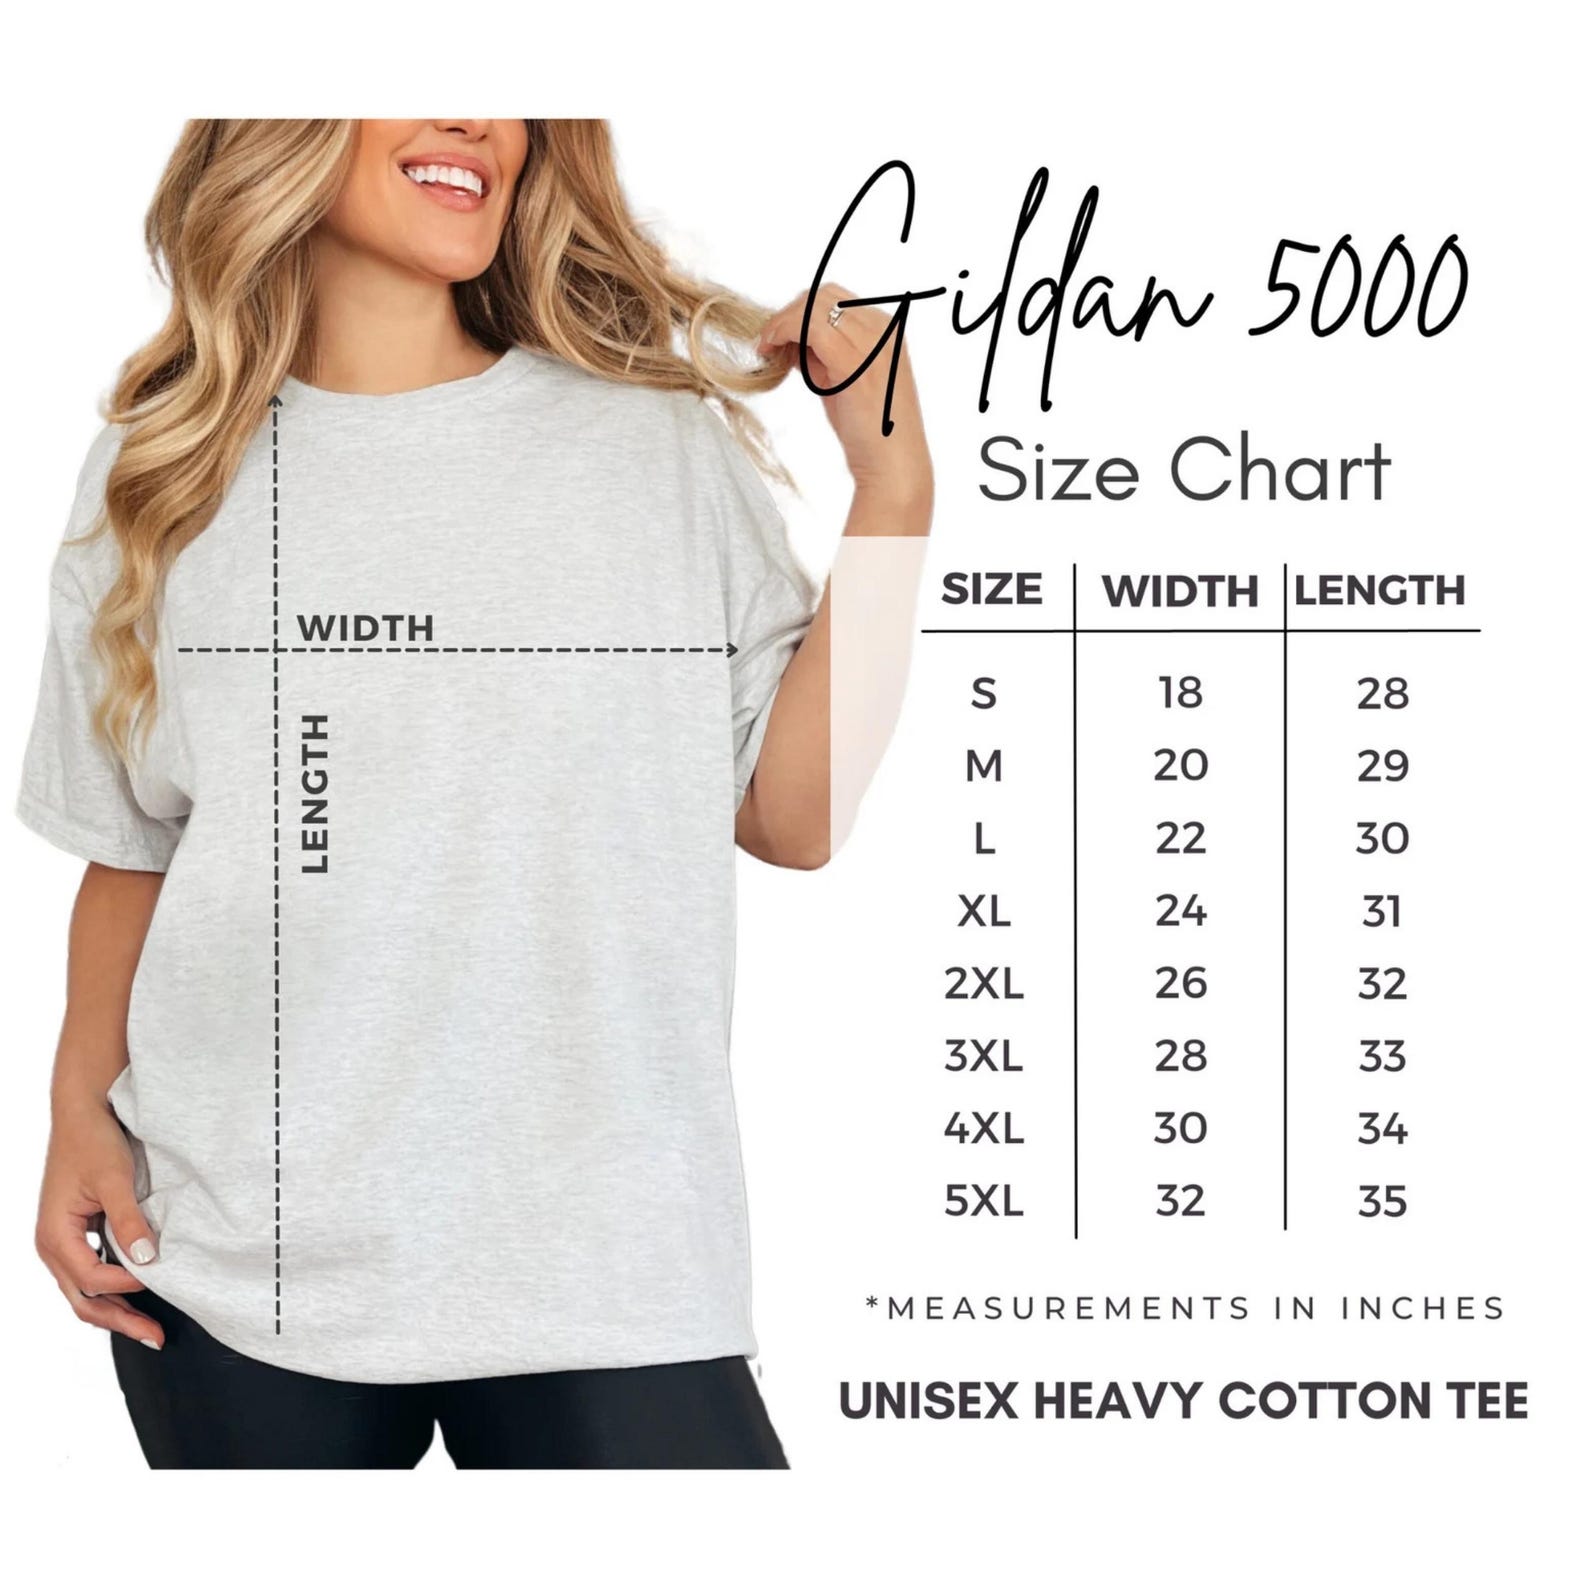 Gildan 5000
Size Chart
WIDTH
LENGTH
SIZE WIDTH LENGTH
S 18 28
M 20 29
L 22 30
XL 24 31
2XL 26 32
3XL 28 33
4XL 30 34
5XL 32 35
*MEASUREMENTS IN INCHES
UNISEX HEAVY COTTON TEE